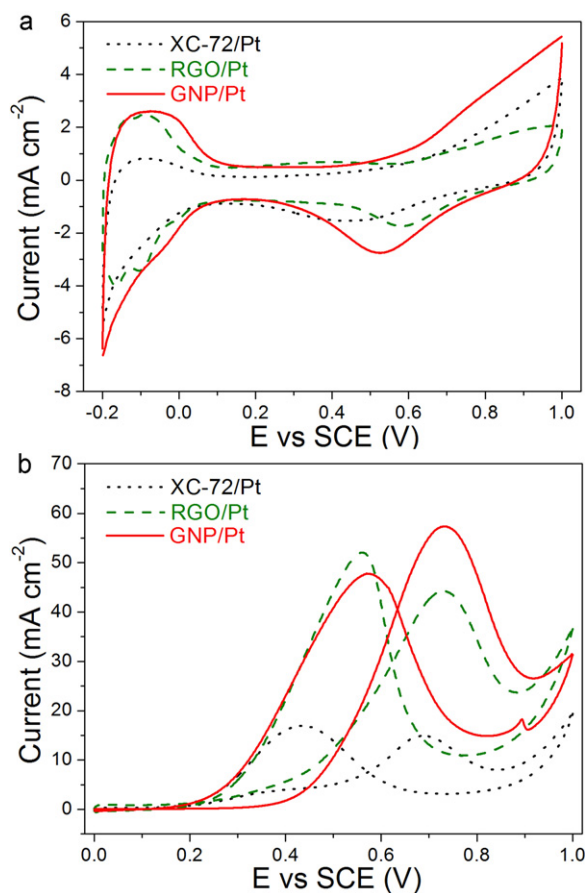 a
6
4
2
0
-2
-4
-6
-8
Current (mA cm-2)
XC-72/Pt
RGO/Pt
GNP/Pt
-0.2 0.0 0.2 0.4 0.6 0.8 1.0
E vs SCE (V)
b
70
60
50
40
30
20
10
0
Current (mA cm-2)
XC-72/Pt
RGO/Pt
GNP/Pt
0.0 0.2 0.4 0.6 0.8 1.0
E vs SCE (V)